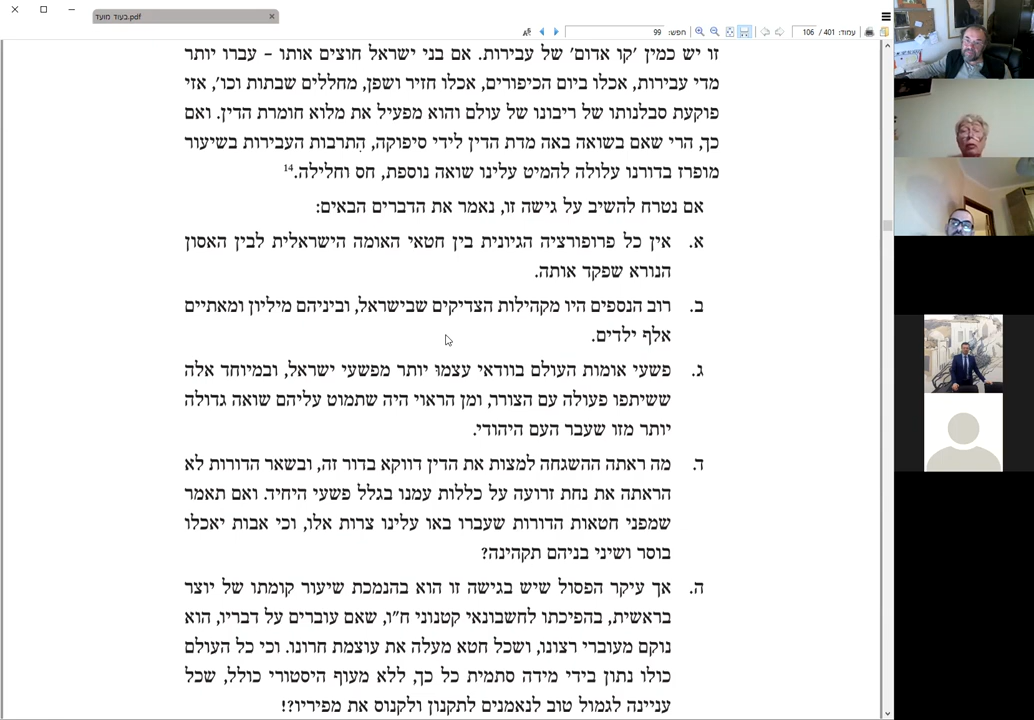 בעוד מועד.pdf
עמוד: 106 / 401
חפש: 99
זו יש כמין 'קו אדום' של עבירות. אם בני ישראל חוצים אותו – עברו יותר
מדי עבירות, אכלו ביום הכיפורים, אכלו חזיר ושפן, מחללים שבתות וכו', אזי
פוקעת סבלנותו של ריבונו של עולם והוא מפעיל את מלוא חומרת הדין. ואם
כך, הרי שאם בשואה באה מדת הדין לידי סיפוקה, הִתרבות העבירות בשיעור
מופרז בדורנו עלולה להמיט עלינו שואה נוספת, חס וחלילה.14
אם נטרח להשיב על גישה זו, נאמר את הדברים הבאים:
א. אין כל פרופורציה הגיונית בין חטאי האומה הישראלית לבין האסון
הנורא שפקד אותה.
ב. רוב הנספים היו מקהילות הצדיקים שבישראל, וביניהם מיליון ומאתיים
אלף ילדים.
ג. פשעי אומות העולם בוודאי עצמוּ יותר מפשעי ישראל, ובמיוחד אלה
ששיתפו פעולה עם הצורר, ומן הראוי היה שתמוט עליהם שואה גדולה
יותר מזו שעבר העם היהודי.
ד. מה ראתה ההשגחה למצות את הדין דווקא בדור זה, ובשאר הדורות לא
הראתה את נחת זרועה על כללות עמנו בגלל פשעי היחיד. ואם תאמר
שמפני חטאות הדורות שעברו באו עלינו צרות אלו, וכי אבות יאכלו
בוסר ושיני בניהם תקהינה?
ה. אך עיקר הפסול שיש בגישה זו הוא בהנמכת שיעור קומתו של יוצר
בראשית, בהפיכתו לחשבונאי קטנוני ח"ו, שאם עוברים על דבריו, הוא
נוקם מעוברי רצונו, ושכל חטא מעלה את עוצמת חרונו. וכי כל העולם
כולו נתון בידי מידה סתמית כל כך, ללא מעוף היסטורי כולל, שכל
עניינה לגמול טוב לנאמנים לתקנון ולקנוס את מפיריו?!